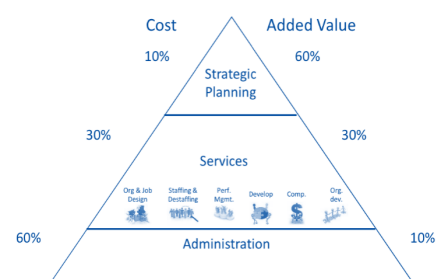 Cost Added Value
10% 60%
Strategic
Planning
30% 30%
Services
Org & Job
Design
Staffing &
Destaffing
Perf.
Mgmt.
Develop
Comp.
Org.
dev.
60% 10%
Administration